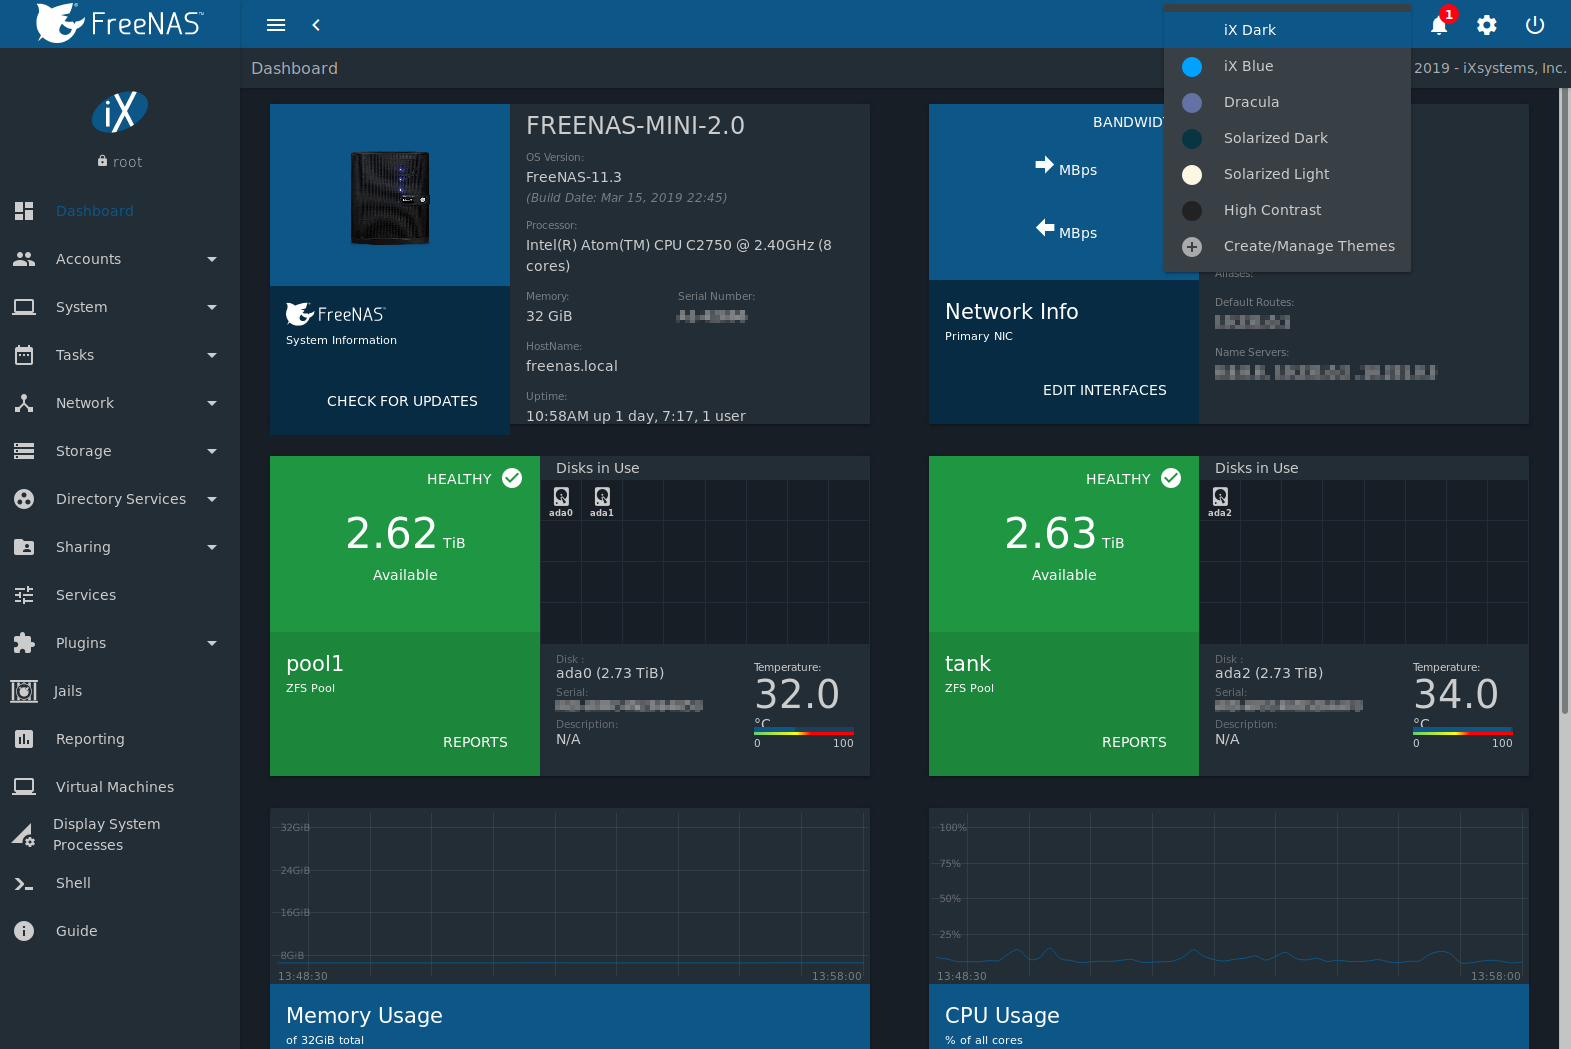 FreeNAS™
1
iX Dark
iX Blue
Dracula
Solarized Dark
Solarized Light
High Contrast
Create/Manage Themes
Dashboard
2019 - iXsystems, Inc.
iX
root
Dashboard
Accounts
System
Tasks
Network
Storage
Directory Services
Sharing
Services
Plugins
Jails
Reporting
Virtual Machines
Display System
Processes
Shell
Guide
FreeNAS
System Information
CHECK FOR UPDATES
FREENAS-MINI-2.0
OS Version:
FreeNAS-11.3
(Build Date: Mar 15, 2019 22:45)
Processor:
Intel(R) Atom(TM) CPU C2750 @ 2.40GHz (8
cores)
Memory:
32 GiB
Serial Number:
HostName:
freenas.local
Uptime:
10:58AM up 1 day, 7:17, 1 user
MBps
MBps
Network Info
Primary NIC
EDIT INTERFACES
Aliases:
Default Routes:
Name Servers:
HEALTHY
2.62 TiB
Available
pool1
ZFS Pool
REPORTS
Disks in Use
ada0
ada1
Disk :
ada0 (2.73 TiB)
Serial:
Description:
N/A
Temperature:
32.0
°C
0 100
HEALTHY
2.63 TiB
Available
tank
ZFS Pool
REPORTS
Disks in Use
ada2
Disk :
ada2 (2.73 TiB)
Serial:
Description:
N/A
Temperature:
34.0
°C
0 100
32GiB
24GiB
16GiB
8GiB
13:48:30 13:58:00
Memory Usage
of 32GiB total
100%
75%
50%
25%
13:48:30 13:58:00
CPU Usage
% of all cores